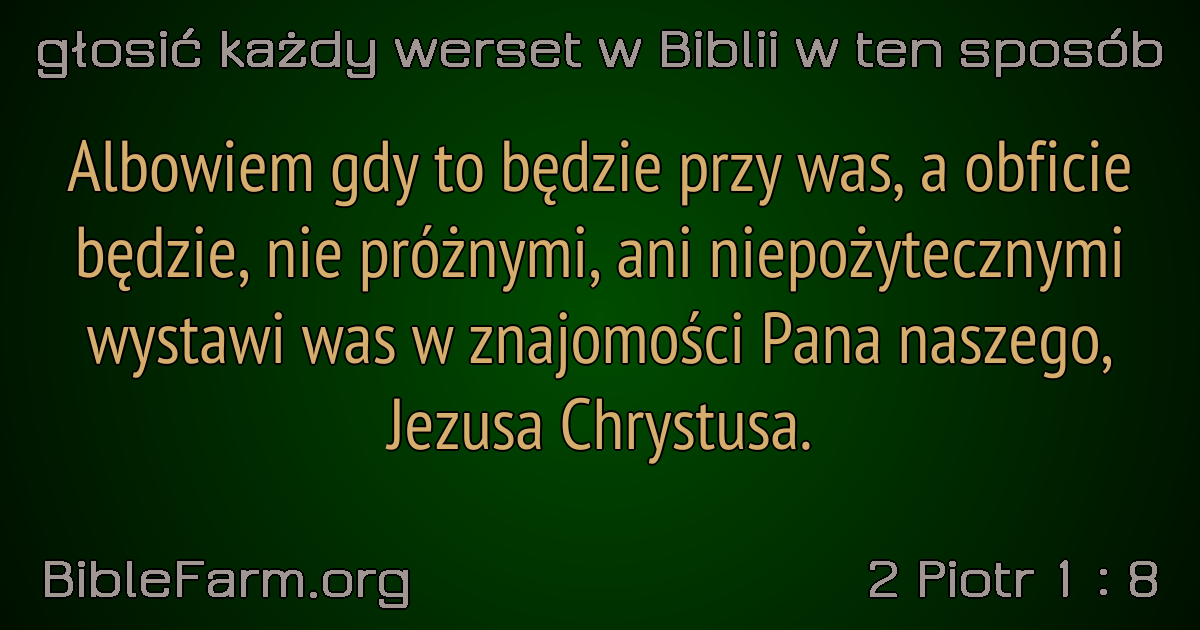 głosić każdy werset w Biblii w ten sposób
Albowiem gdy to będzie przy was, a obficie
będzie, nie próżnymi, ani niepożytecznymi
wystawi was w znajomości Pana naszego,
Jezusa Chrystusa.
BibleFarm.org
2 Piotr 1 : 8